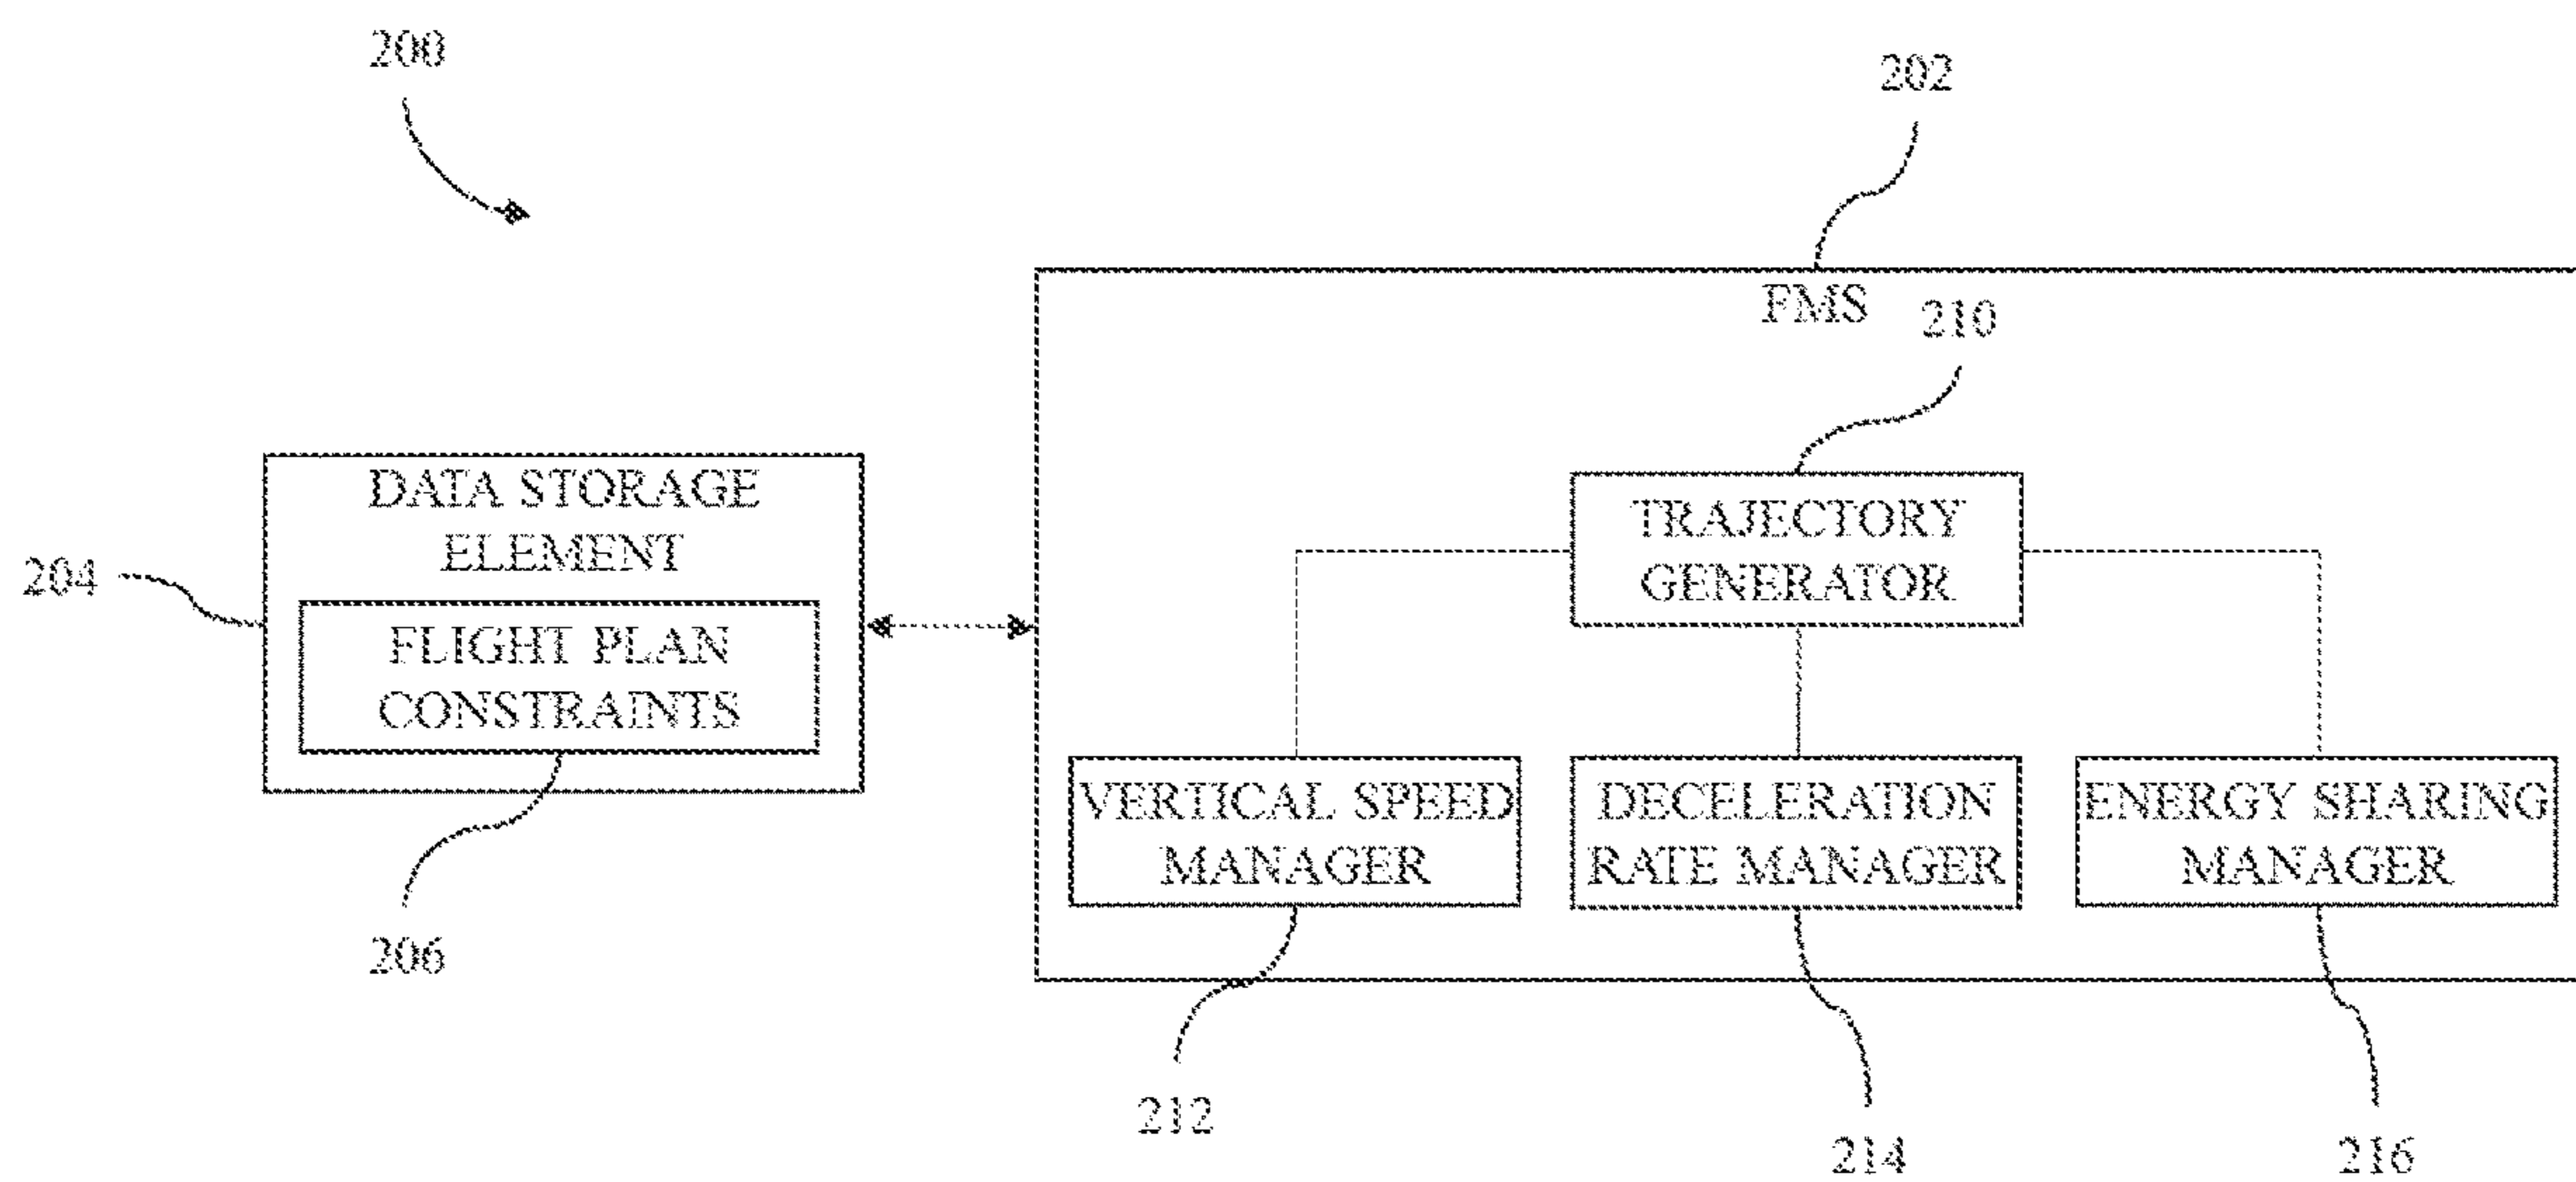 200
202
FMS
210
DATA STORAGE
ELEMENT
TRAJECTORY
GENERATOR
204
FLIGHT PLAN
CONSTRAINTS
VERTICAL SPEED
MANAGER
DECELERATION
RATE MANAGER
ENERGY SHARING
MANAGER
206
212
214
216